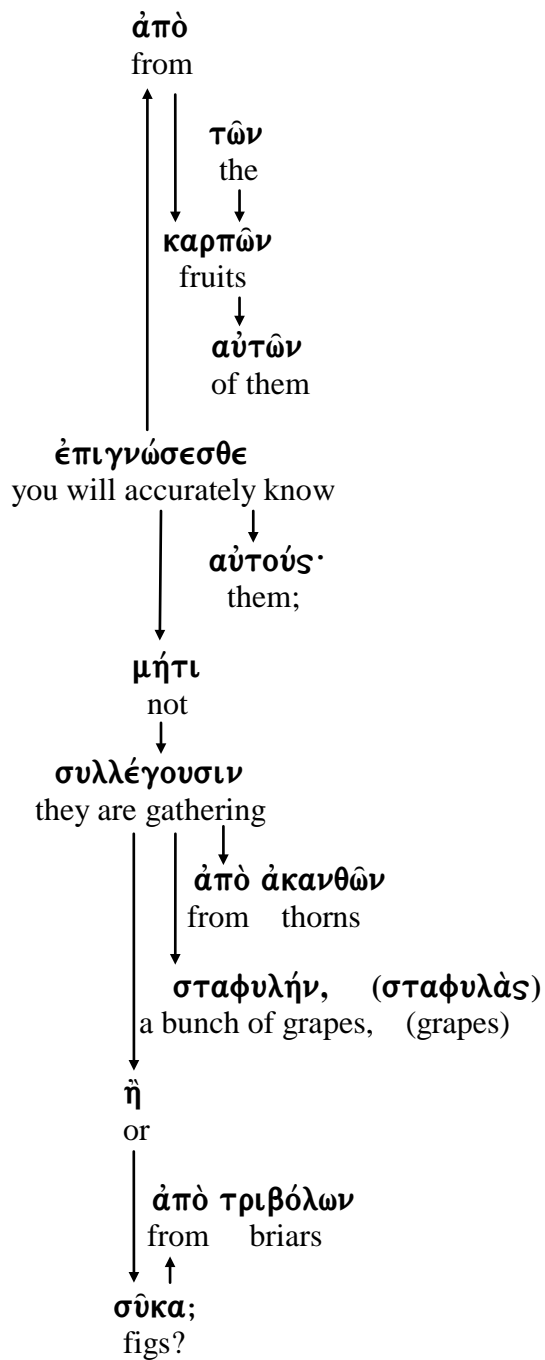 ἀπὸ
from
τῶν
the
καρπῶν
fruits
αὐτῶν
of them
ἐπιγνώσεσθε
you will accurately know
αὐτούς·
them;
μήτι
not
συλλέγουσιν
they are gathering
ἀπὸ ἀκανθῶν
from thorns
σταφυλήν, (σταφυλὰς)
a bunch of grapes, (grapes)
ἢ
or
ἀπὸ τριβόλων
from briars
σῦκα;
figs?